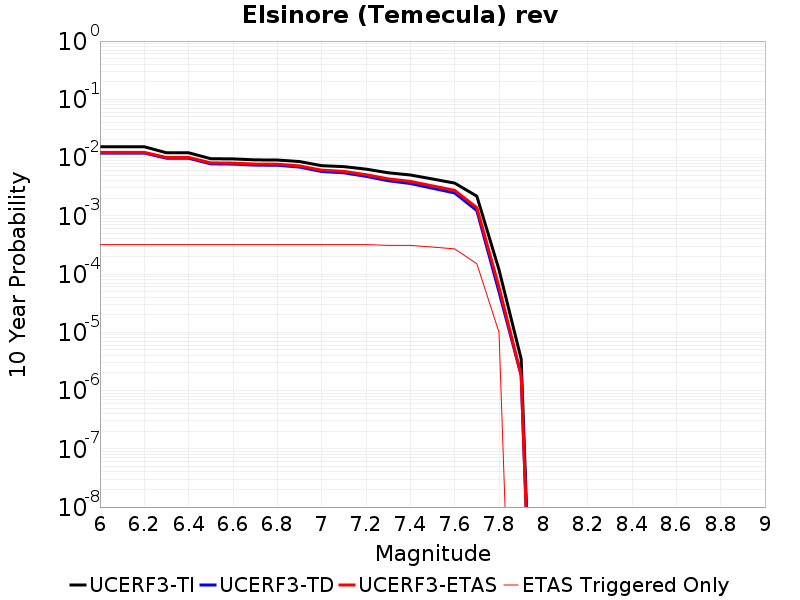 Elsinore (Temecula) rev
10 Year Probability
10^0
10^-1
10^-2
10^-3
10^-4
10^-5
10^-6
10^-7
10^-8
6 6.2 6.4 6.6 6.8 7 7.2 7.4 7.6 7.8 8 8.2 8.4 8.6 8.8 9
Magnitude
UCERF3-TI UCERF3-TD UCERF3-ETAS ETAS Triggered Only